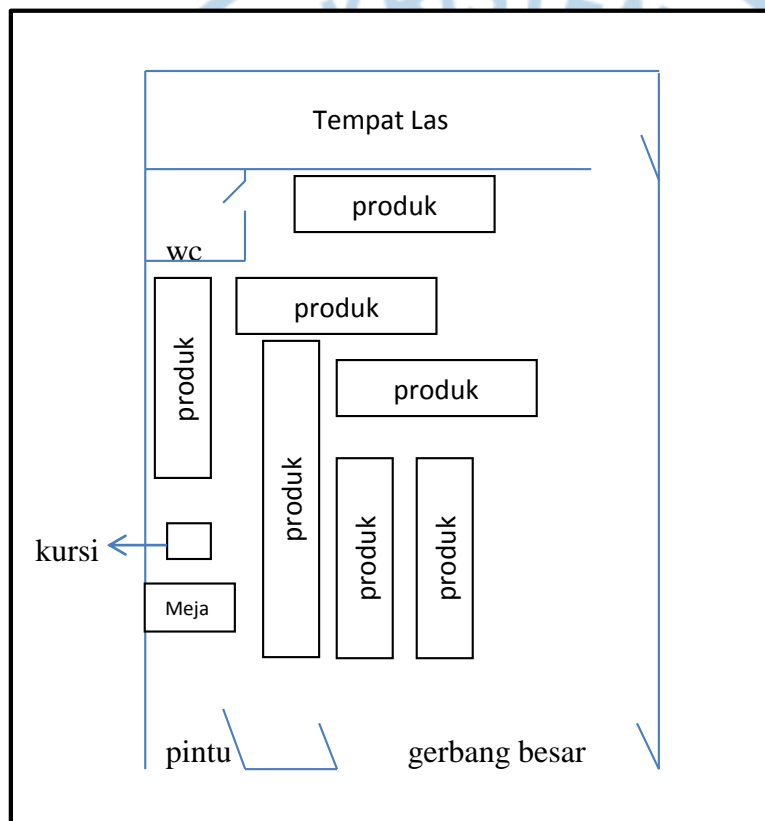 Tempat Las
produk
wc
produk
produk
produk
produk
produk
produk
kursi
Meja
pintu
gerbang besar